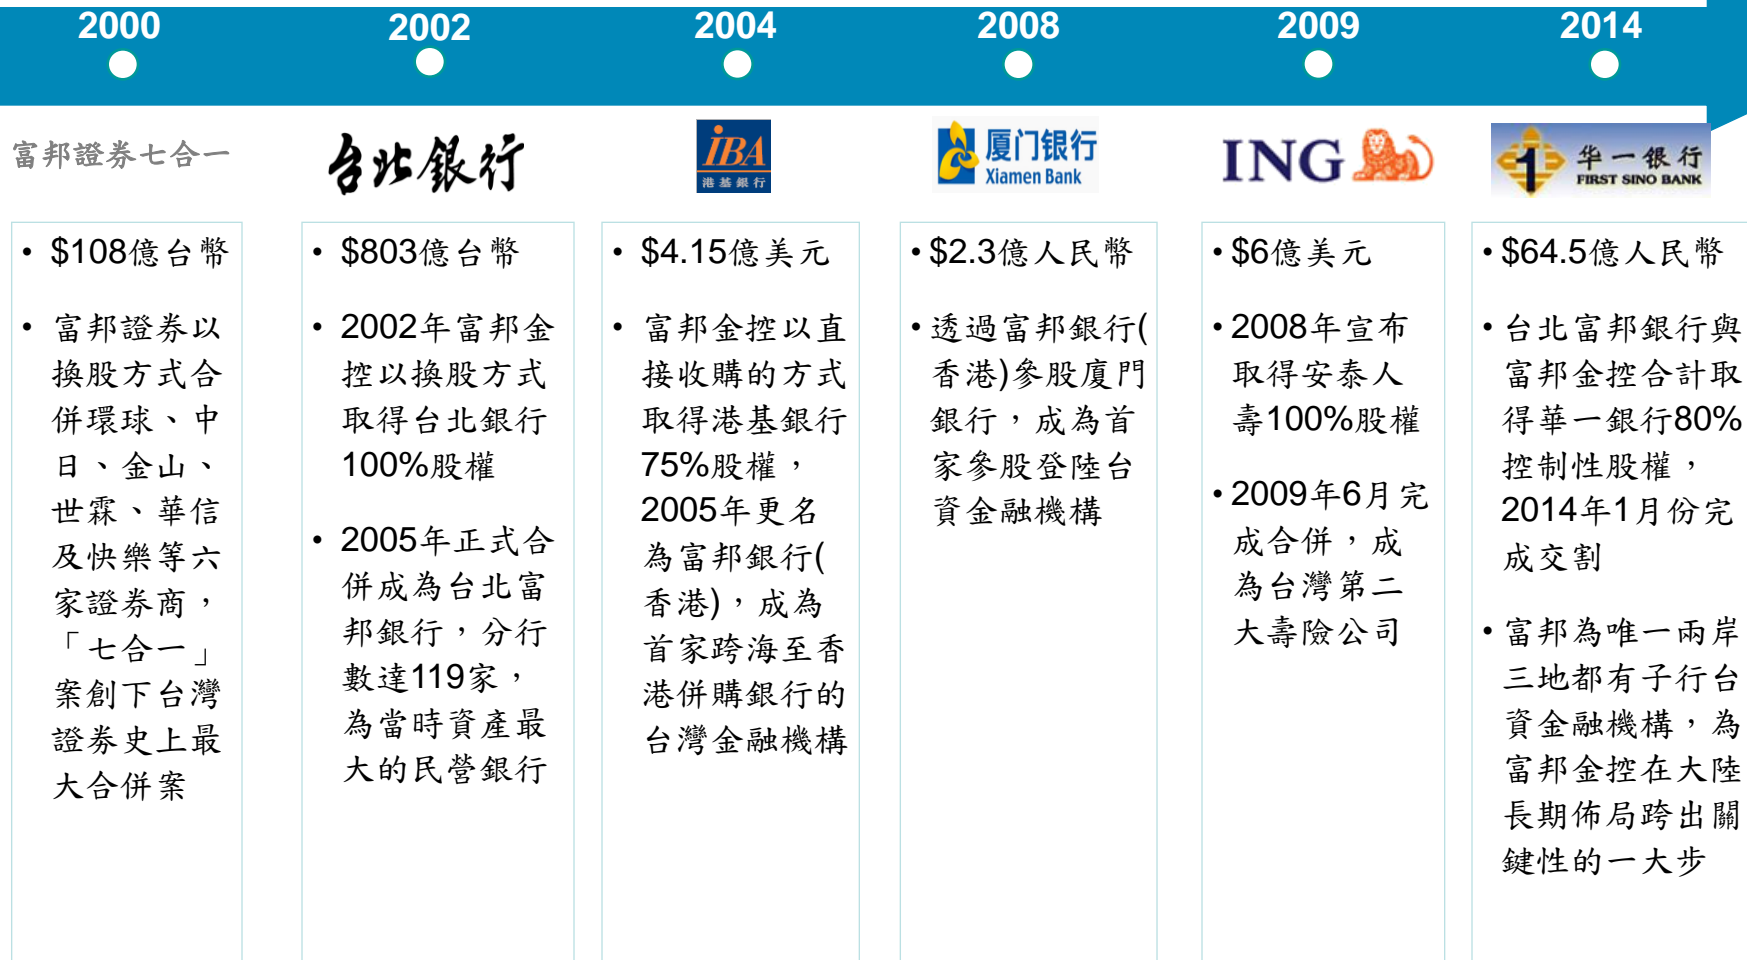 2000
2002
2004
2008
2009
2014
富邦證券七合一
台北銀行
IBA
港基銀行
厦门银行
Xiamen Bank
ING
1
华一银行
FIRST SINO BANK
• $108億台幣
• 富邦證券以
換股方式合
併環球、中
日、金山、
世霖、華信
及快樂等六
家證券商，
「七合一」
案創下台灣
證券史上最
大合併案
• $803億台幣
• 2002年富邦金
控以換股方式
取得台北銀行
100%股權
• 2005年正式合
併成為台北富
邦銀行，分行
數達119家，
為當時資產最
大的民營銀行
• $4.15億美元
• 富邦金控以直
接收購的方式
取得港基銀行
75%股權，
2005年更名
為富邦銀行(
香港)，成為
首家跨海至香
港併購銀行的
台灣金融機構
• $2.3億人民幣
• 透過富邦銀行(
香港)參股廈門
銀行，成為首
家參股登陸台
資金融機構
• $6億美元
• 2008年宣布
取得安泰人
壽100%股權
• 2009年6月完
成合併，成
為台灣第二
大壽險公司
• $64.5億人民幣
• 台北富邦銀行與
富邦金控合計取
得華一銀行80%
控制性股權，
2014年1月份完
成交割
• 富邦為唯一兩岸
三地都有子行台
資金融機構，為
富邦金控在大陸
長期佈局跨出關
鍵性的一大步